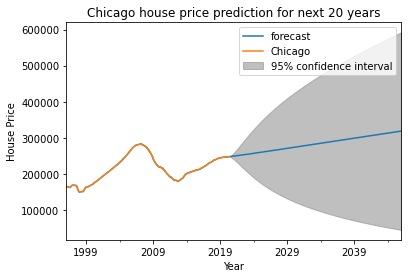 Chicago house price prediction for next 20 years
600000
500000
400000
300000
200000
100000
House Price
forecast
Chicago
95% confidence interval
1999
2009
2019
2029
2039
Year